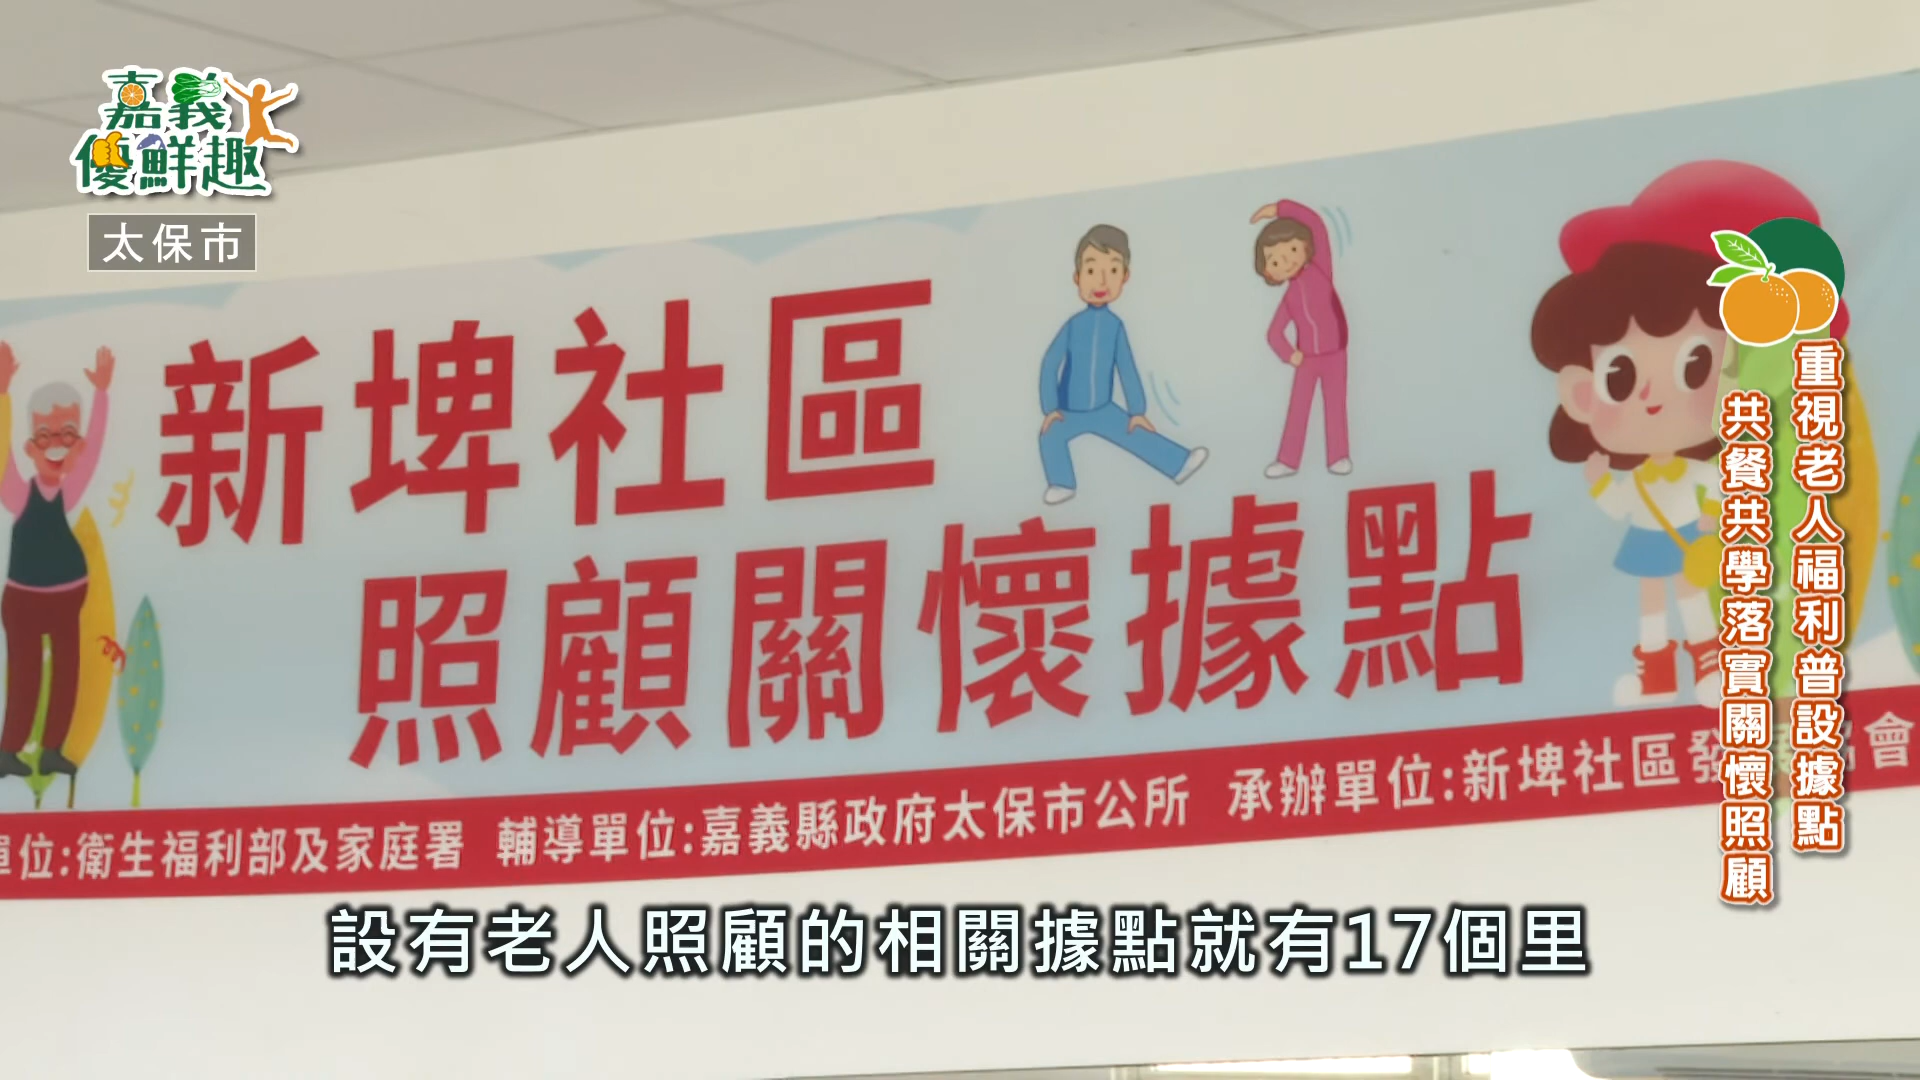 嘉義
優鮮趣
太保市
新埤社區
照顧關懷據點
單位:衛生福利部及家庭署 輔導單位:嘉義縣政府太保市公所 承辦單位:新埤社區發展協會
重視老人福利普設據點
共餐共學落實關懷照顧
設有老人照顧的相關據點就有17個里